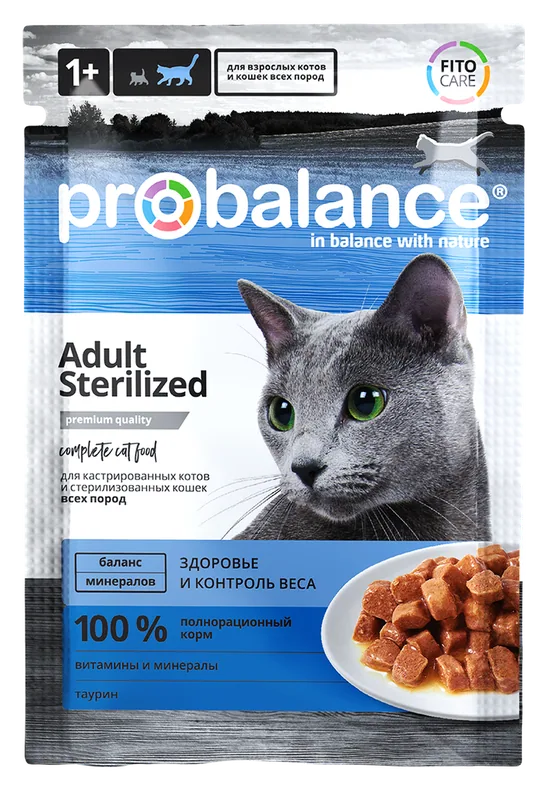 1+
для взрослых котов
и кошек всех пород
FITO
CARE
probalance®
in balance with nature
Adult
Sterilized
premium quality
complete cat food
для кастрированных котов
и стерилизованных кошек
всех пород
баланс
минералов
ЗДОРОВЬЕ
И КОНТРОЛЬ ВЕСА
100 %
полнорационный
корм
витамины и минералы
таурин